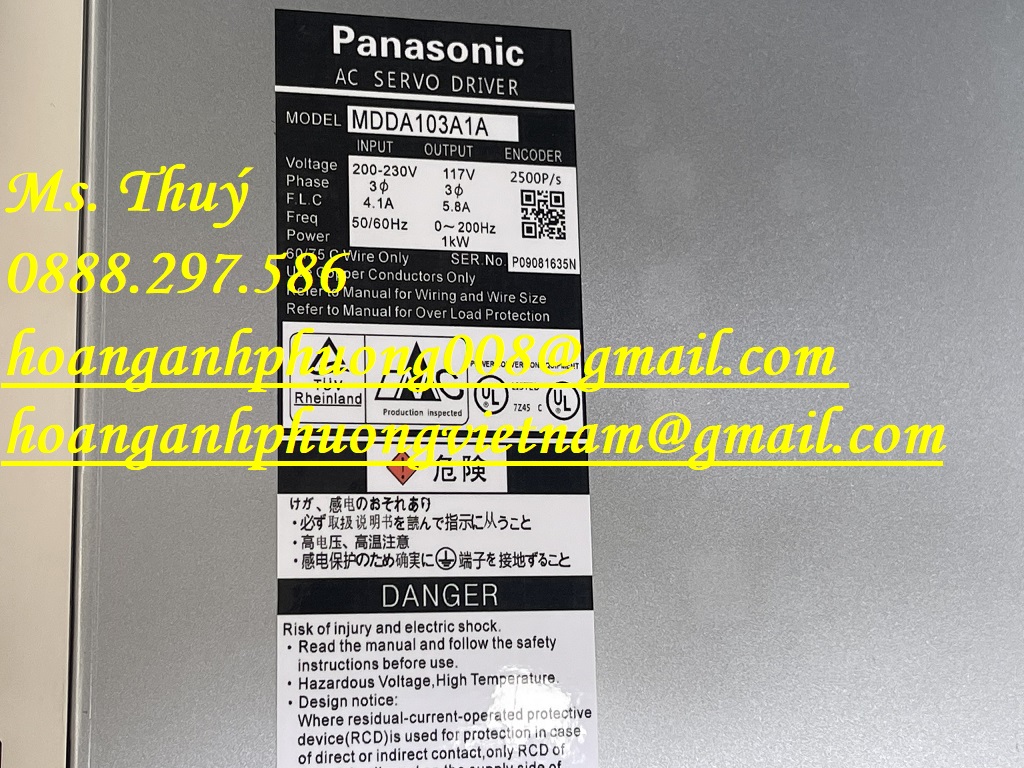 Panasonic
AC SERVO DRIVER
MODEL MDDA103A1A
INPUT OUTPUT ENCODER
Voltage 200-230V 117V 2500P/s
Phase 3ϕ 3ϕ
F.L.C 4.1A 5.8A
Freq 50/60Hz 0~200Hz
Power 1kW
60/75 C Wire Only SER.No. P09081635N
Copper Conductors Only
Refer to Manual for Wiring and Wire Size
Refer to Manual for Over Load Protection
Ms. Thuý
0888.297.586
hoanganhphuong008@gmail.com
hoanganhphuongvietnam@gmail.com
TÜV
Rheinland
Production inspected
POWER CONVERSION EQUIPMENT
UL LISTED UL
7Z45 C
危険
けが、感电のおそれあり
・必ず取扱说明书を読んで指示に从うこと
・高电压、高温注意
・感电保护のため确実に端子を接地ずること
DANGER
Risk of injury and electric shock.
• Read the manual and follow the safety
instructions before use.
• Hazardous Voltage,High Temperature.
• Design notice:
Where residual-current-operated protective
device(RCD)is used for protection in case
of direct or indirect contact,only RCD of